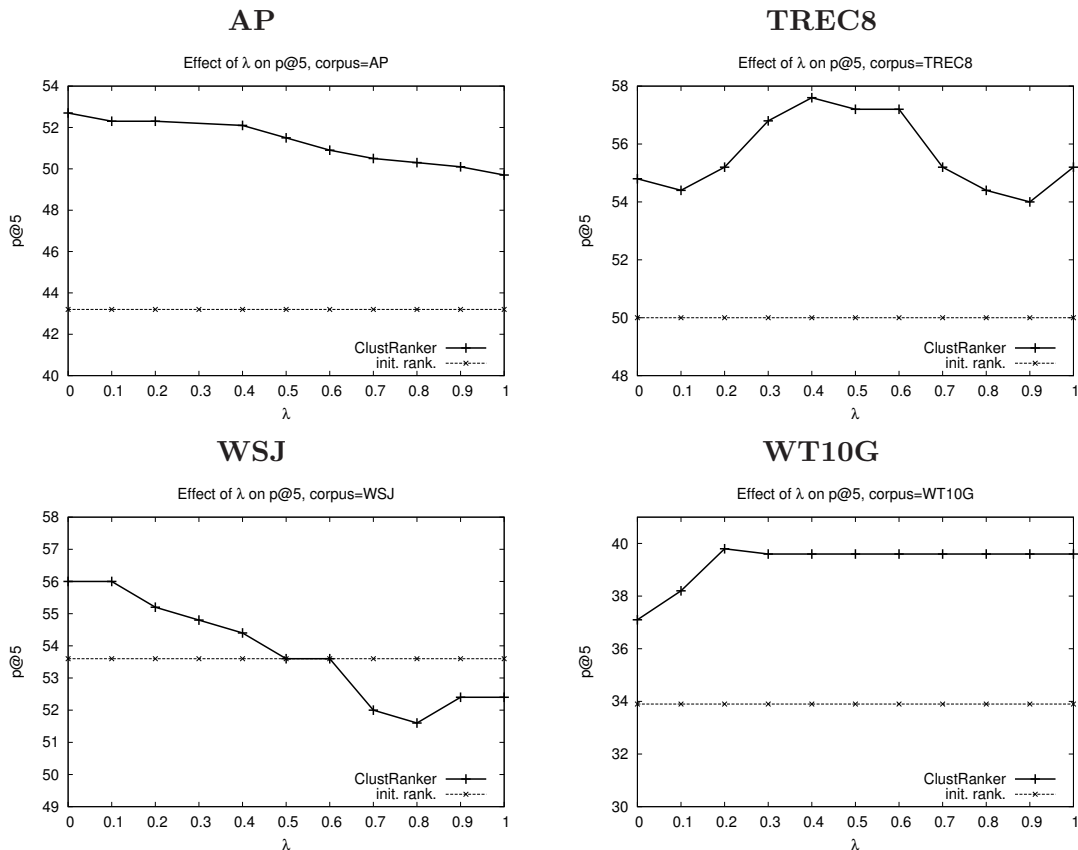 AP
Effect of λ on p@5, corpus=AP
54
52
50
48
46
44
42
40
p@5
ClustRanker
init. rank.
0 0.1 0.2 0.3 0.4 0.5 0.6 0.7 0.8 0.9 1
λ
TREC8
Effect of λ on p@5, corpus=TREC8
58
56
54
52
50
48
p@5
ClustRanker
init. rank.
0 0.1 0.2 0.3 0.4 0.5 0.6 0.7 0.8 0.9 1
λ
WSJ
Effect of λ on p@5, corpus=WSJ
58
57
56
55
54
53
52
51
50
49
p@5
ClustRanker
init. rank.
0 0.1 0.2 0.3 0.4 0.5 0.6 0.7 0.8 0.9 1
λ
WT10G
Effect of λ on p@5, corpus=WT10G
40
38
36
34
32
30
p@5
ClustRanker
init. rank.
0 0.1 0.2 0.3 0.4 0.5 0.6 0.7 0.8 0.9 1
λ